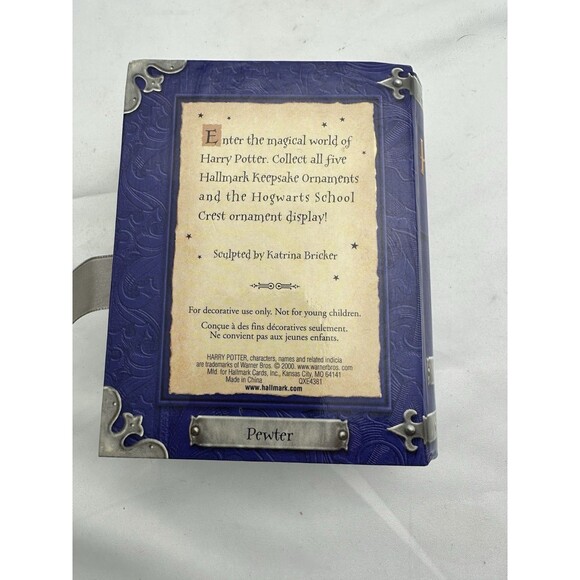 Enter the magical world of
Harry Potter. Collect all five
Hallmark Keepsake Ornaments
and the Hogwarts School
Crest ornament display!
Sculpted by Katrina Bricker
For decorative use only. Not for young children.
Conçue à des fins décoratives seulement.
Ne convient pas aux jeunes enfants.
HARRY POTTER, characters, names and related indicia
are trademarks of Warner Bros. © 2000. www.warnerbros.com
Mfd. for Hallmark Cards, Inc., Kansas City, MO 64141
Made in China QXE4381
www.hallmark.com
Pewter